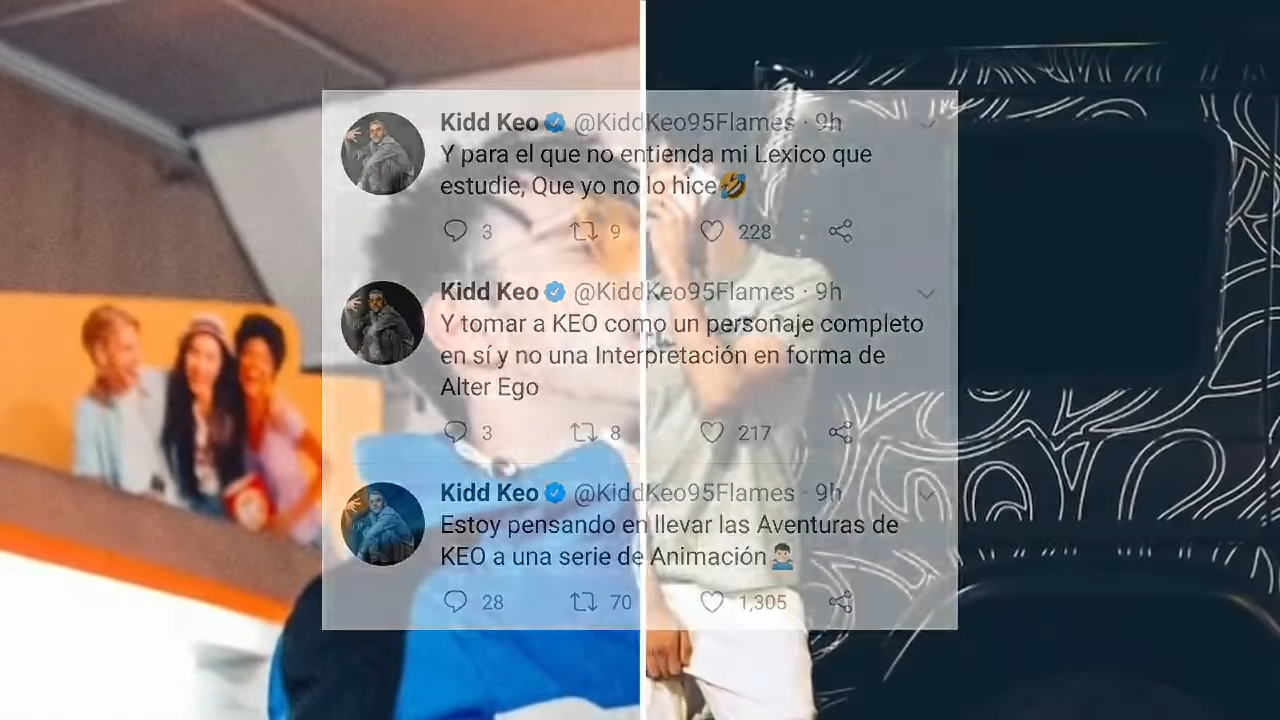 Kidd Keo @KiddKeo95Flames · 9h
Y para el que no entienda mi Lexico que
estudie, Que yo no lo hice🤣
3 9 228
Kidd Keo @KiddKeo95Flames · 9h
Y tomar a KEO como un personaje completo
en sí y no una Interpretación en forma de
Alter Ego
3 8 217
Kidd Keo @KiddKeo95Flames · 9h
Estoy pensando en llevar las Aventuras de
KEO a una serie de Animación🙎🏻‍♂️
28 70 1,305